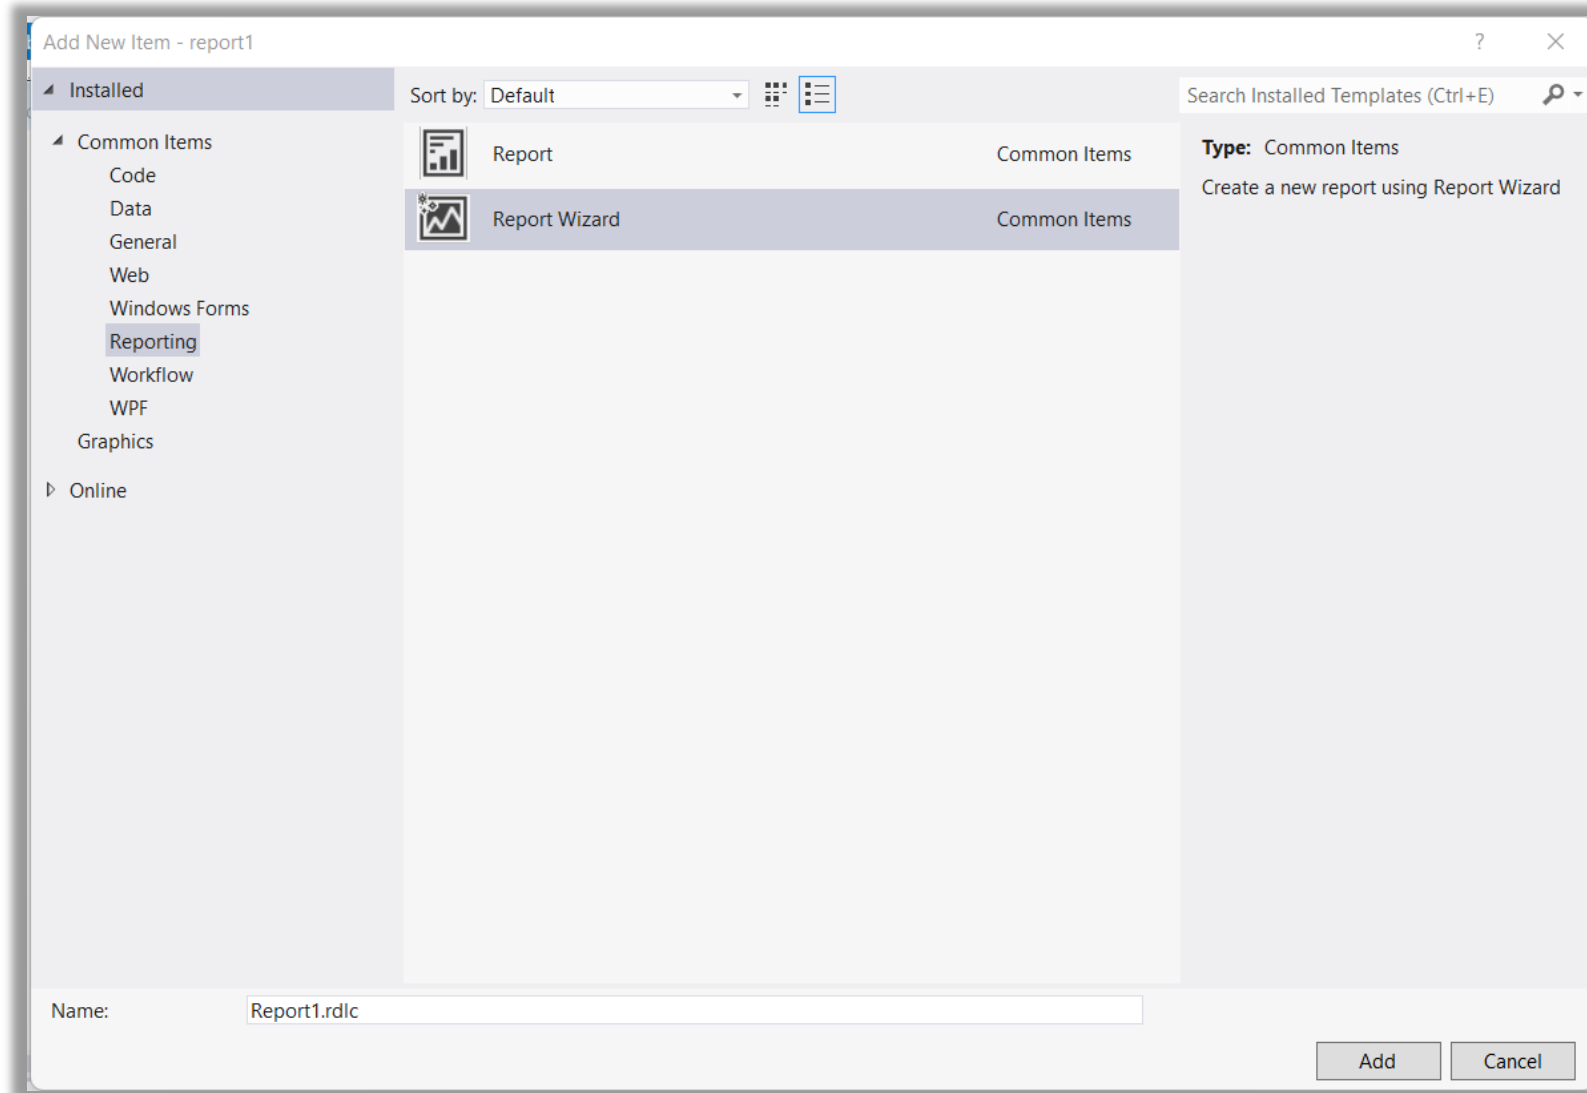 Add New Item - report1
?
Installed
Sort by: Default
Search Installed Templates (Ctrl+E)
Common Items
Code
Data
General
Web
Windows Forms
Reporting
Workflow
WPF
Graphics
Online
Report Common Items
Report Wizard Common Items
Type: Common Items
Create a new report using Report Wizard
Name: Report1.rdlc
Add Cancel